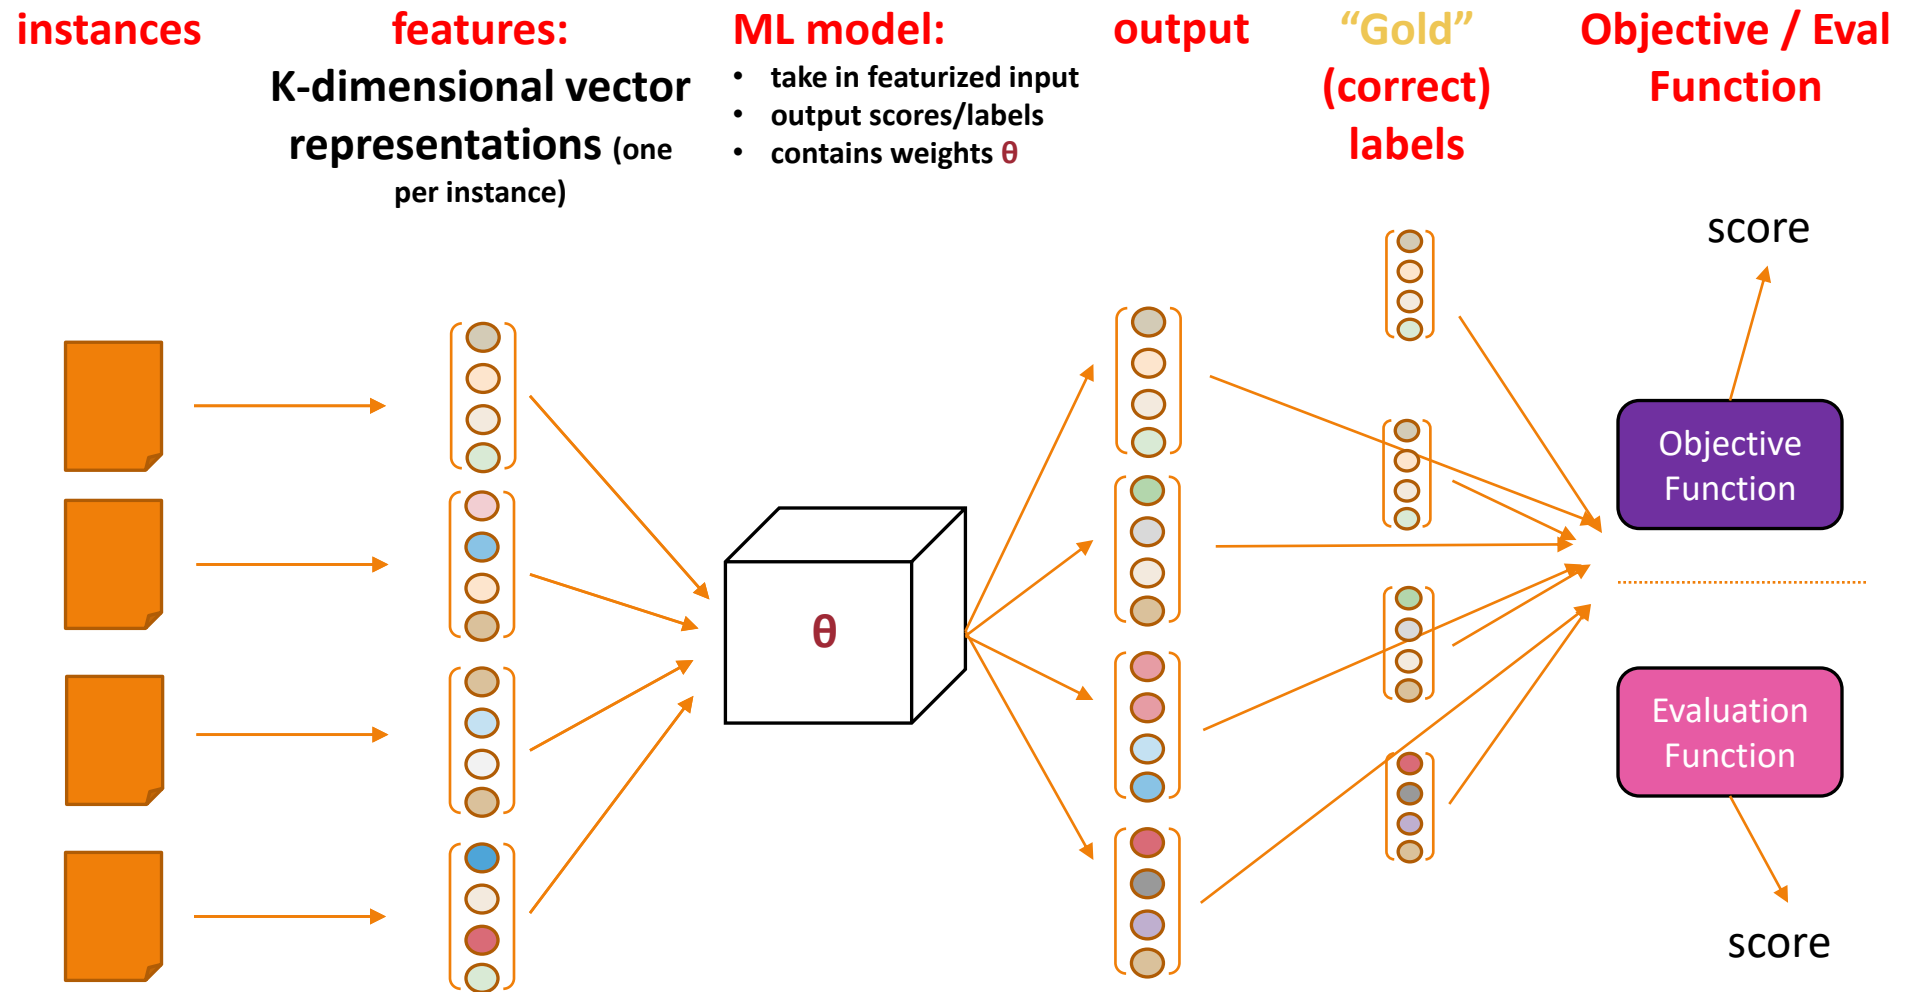 instances
features:
K-dimensional vector
representations (one
per instance)
ML model:
• take in featurized input
• output scores/labels
• contains weights θ
output
“Gold”
(correct)
labels
Objective / Eval
Function
score
Objective
Function
θ
Evaluation
Function
score